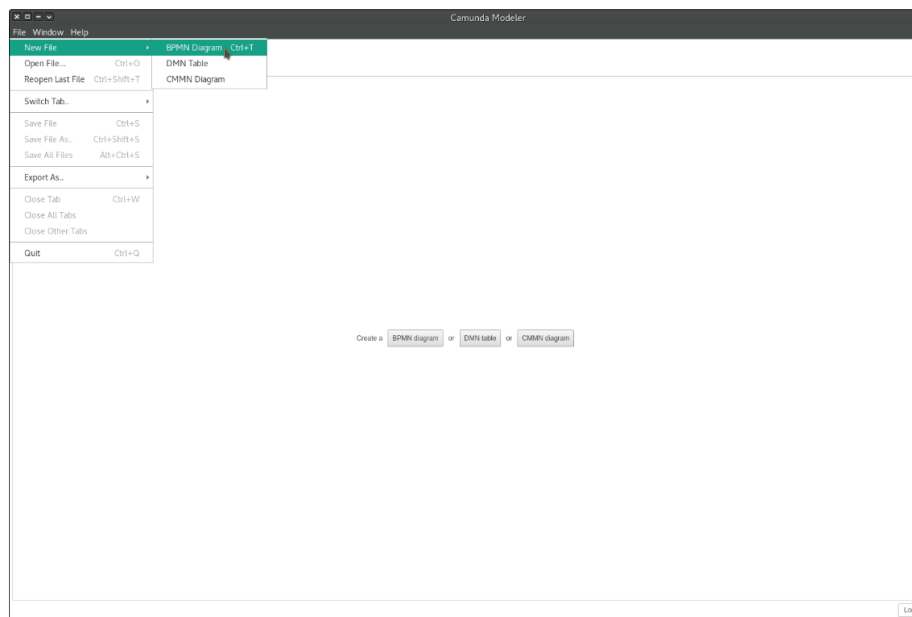 Camunda Modeler
File Window Help
New File
BPMN Diagram Ctrl+T
Open File... Ctrl+O
DMN Table
Reopen Last File Ctrl+Shift+T
CMMN Diagram
Switch Tab..
Save File Ctrl+S
Save File As.. Ctrl+Shift+S
Save All Files Alt+Ctrl+S
Export As..
Close Tab Ctrl+W
Close All Tabs
Close Other Tabs
Quit Ctrl+Q
Create a BPMN diagram or DMN table or CMMN diagram